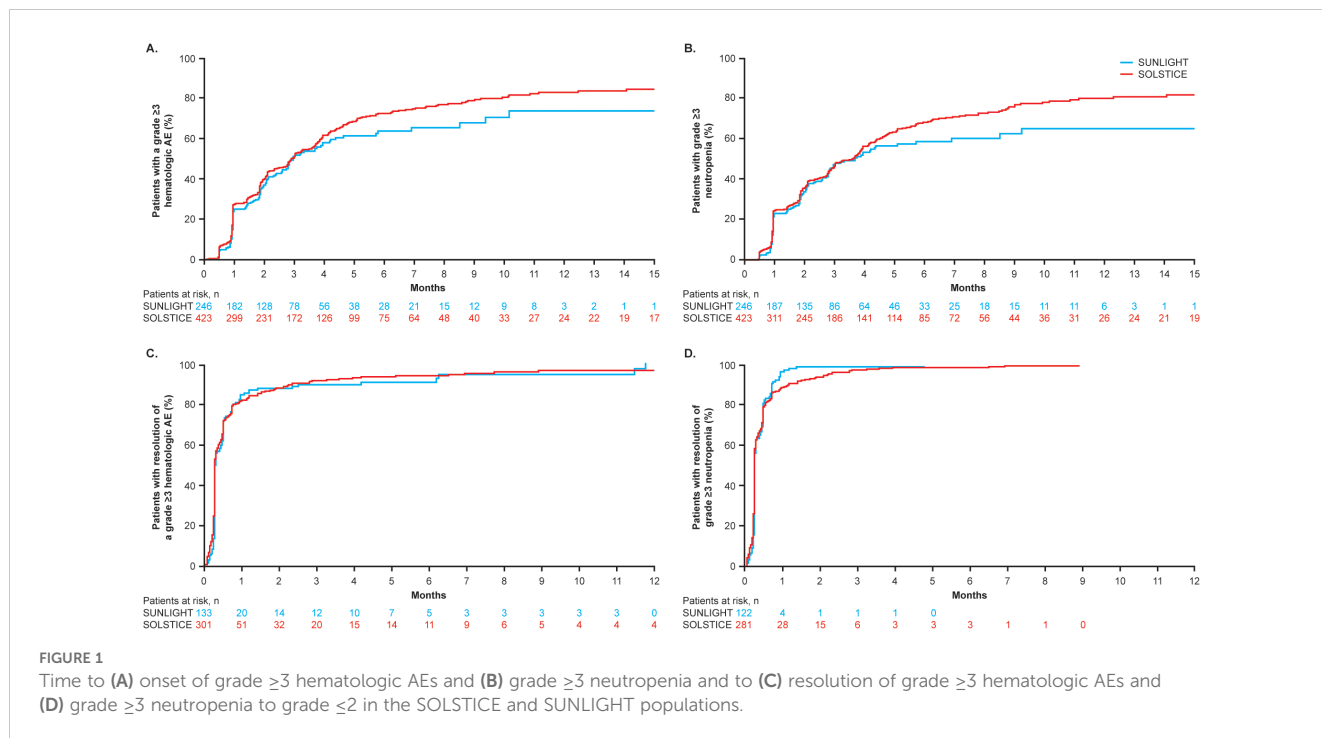 A.
Patients with a grade ≥3
hematologic AE (%)
100
80
60
40
20
0
0 1 2 3 4 5 6 7 8 9 10 11 12 13 14 15
Months
Patients at risk, n
SUNLIGHT 246 182 128 78 56 38 28 21 15 12 9 8 3 2 1 1
SOLSTICE 423 299 231 172 126 99 75 64 48 40 33 27 24 22 19 17
B.
Patients with grade ≥3
neutropenia (%)
100
80
60
40
20
0
SUNLIGHT
SOLSTICE
0 1 2 3 4 5 6 7 8 9 10 11 12 13 14 15
Months
Patients at risk, n
SUNLIGHT 246 187 135 86 64 46 33 25 18 15 11 11 6 3 1 1
SOLSTICE 423 311 245 186 141 114 85 72 56 44 36 31 26 24 21 19
C.
Patients with resolution of
a grade ≥3 hematologic AE (%)
100
80
60
40
20
0
0 1 2 3 4 5 6 7 8 9 10 11 12
Months
Patients at risk, n
SUNLIGHT 133 20 14 12 10 7 5 3 3 3 3 3 0
SOLSTICE 301 51 32 20 15 14 11 9 6 5 4 4 4
D.
Patients with resolution of
grade ≥3 neutropenia (%)
100
80
60
40
20
0
0 1 2 3 4 5 6 7 8 9 10 11 12
Months
Patients at risk, n
SUNLIGHT 122 4 1 1 1 0
SOLSTICE 281 28 15 6 3 3 3 1 1 0
FIGURE 1
Time to (A) onset of grade ≥3 hematologic AEs and (B) grade ≥3 neutropenia and to (C) resolution of grade ≥3 hematologic AEs and
(D) grade ≥3 neutropenia to grade ≤2 in the SOLSTICE and SUNLIGHT populations.